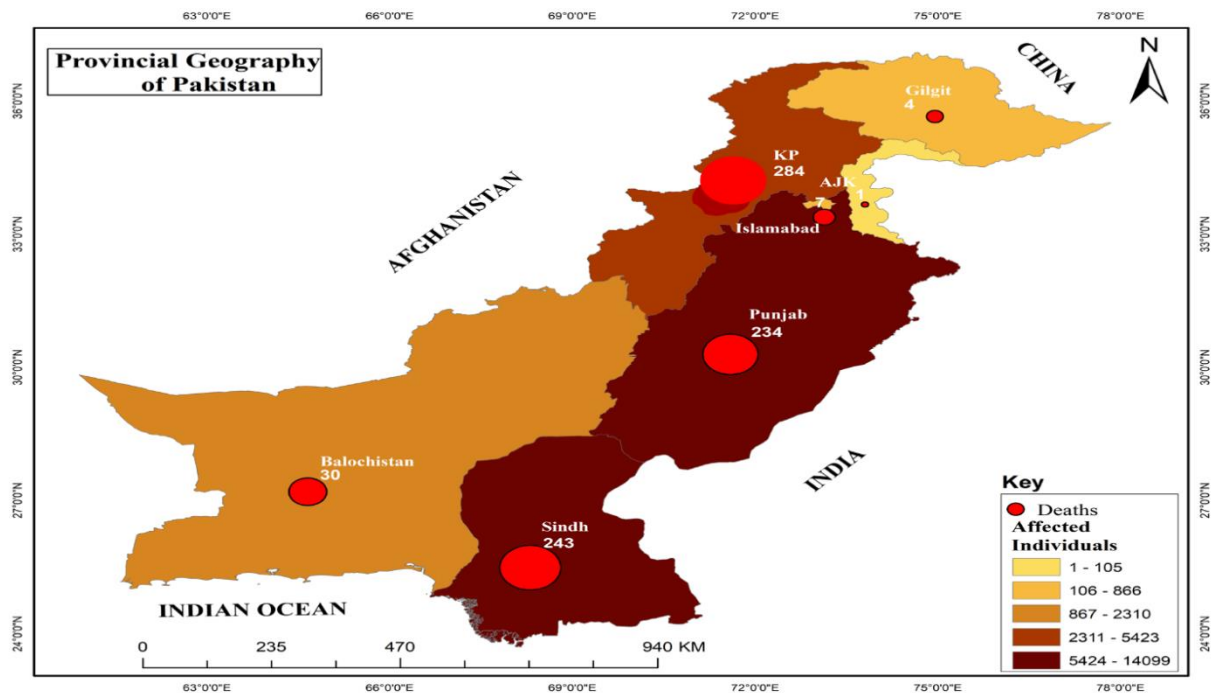 63°0'0"E 66°0'0"E 69°0'0"E 72°0'0"E 75°0'0"E 78°0'0"E
Provincial Geography
of Pakistan
CHINA
N
36°0'0"N
36°0'0"N
Gilgit
4
KP
284
AJK
1
7
Islamabad
AFGHANISTAN
33°0'0"N
33°0'0"N
Punjab
234
30°0'0"N
30°0'0"N
INDIA
Balochistan
30
27°0'0"N
27°0'0"N
Sindh
243
INDIAN OCEAN
24°0'0"N
24°0'0"N
0 235 470 940 KM
Key
Deaths
Affected
Individuals
1 - 105
106 - 866
867 - 2310
2311 - 5423
5424 - 14099
63°0'0"E 66°0'0"E 69°0'0"E 72°0'0"E 75°0'0"E 78°0'0"E